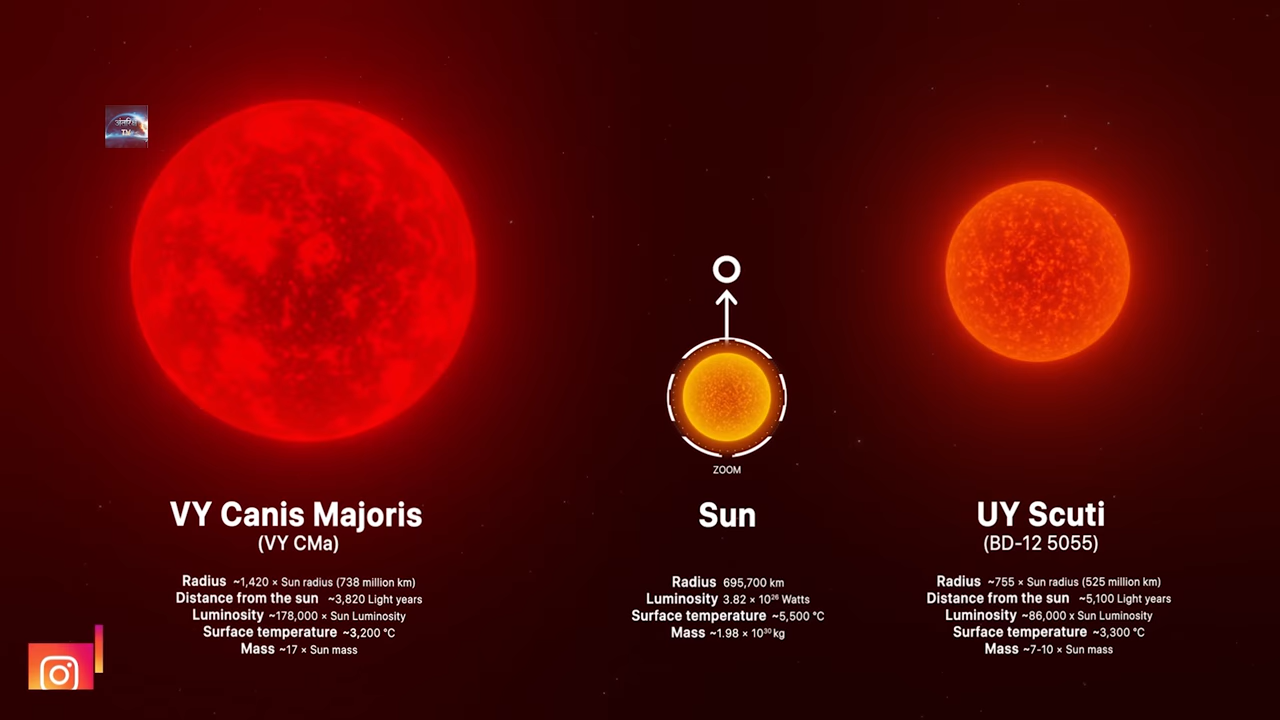 अंतरिक्ष
TV
ZOOM
VY Canis Majoris
(VY CMa)
Radius ~1,420 × Sun radius (738 million km)
Distance from the sun ~3,820 Light years
Luminosity ~178,000 × Sun Luminosity
Surface temperature ~3,200 °C
Mass ~17 × Sun mass
Sun
Radius 695,700 km
Luminosity 3.82 × 10²⁶ Watts
Surface temperature ~5,500 °C
Mass ~1.98 × 10³⁰ kg
UY Scuti
(BD-12 5055)
Radius ~755 × Sun radius (525 million km)
Distance from the sun ~5,100 Light years
Luminosity ~86,000 x Sun Luminosity
Surface temperature ~3,300 °C
Mass ~7-10 × Sun mass